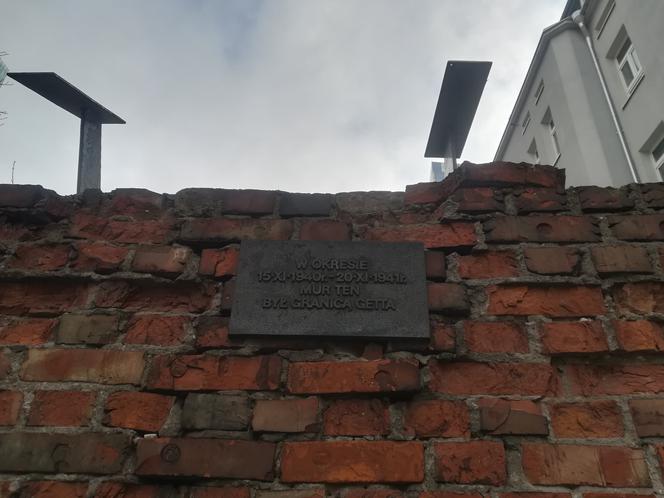 W OKRESIE
15·XI·1940r.-20·XI·1941r.
MUR TEN
BYŁ GRANICĄ GETTA